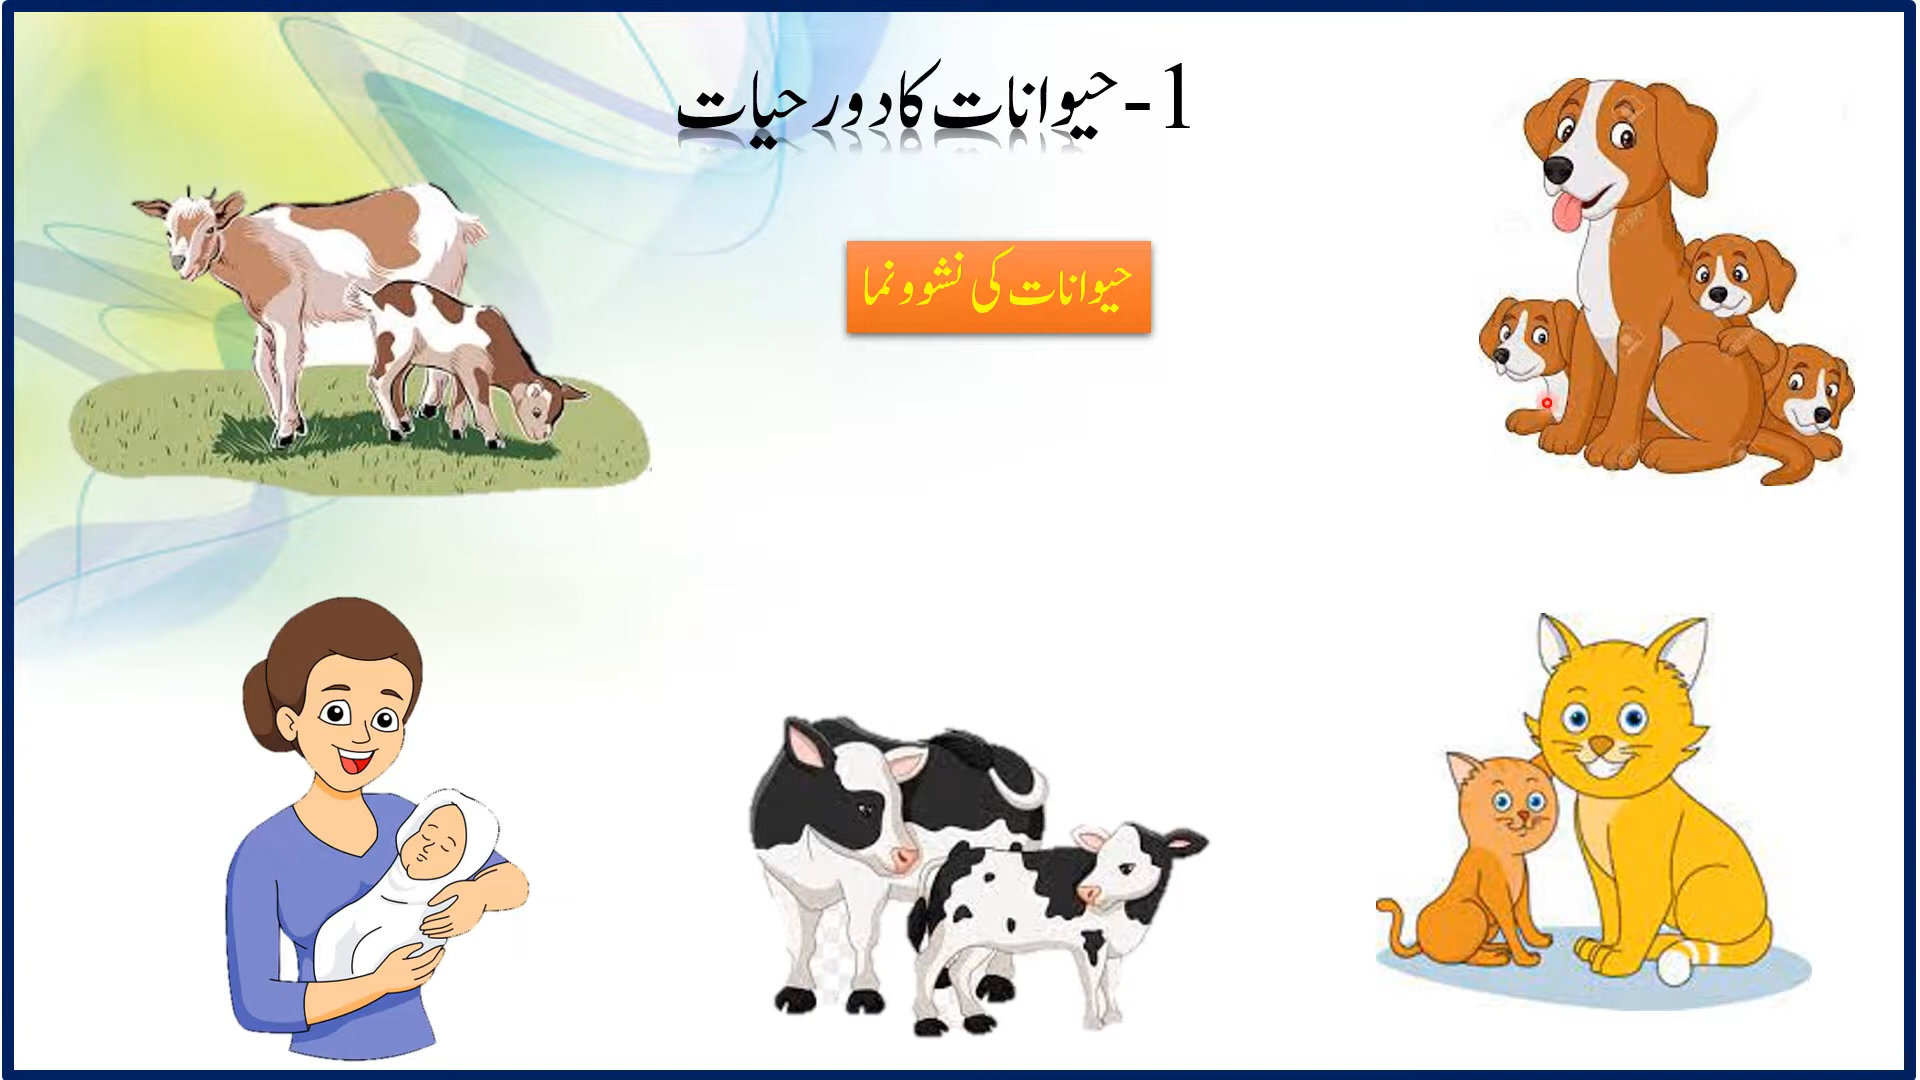 1- حیوانات کا دور حیات
حیوانات کی نشوونما